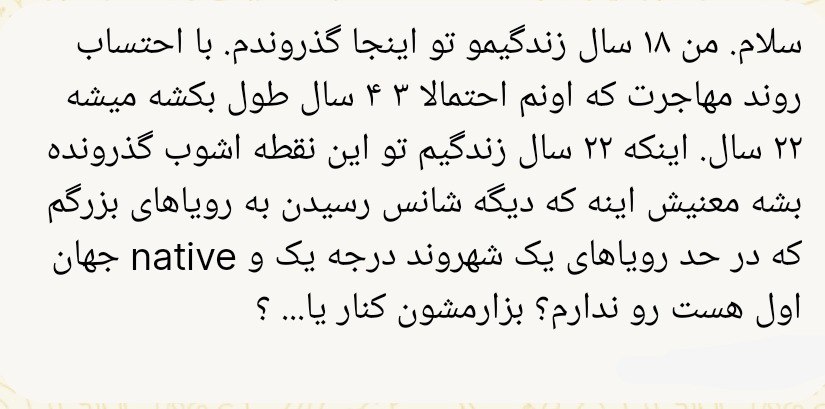 سلام. من ۱۸ سال زندگیمو تو اینجا گذروندم. با احتساب
روند مهاجرت که اونم احتمالا ۳ ۴ سال طول بکشه میشه
۲۲ سال. اینکه ۲۲ سال زندگیم تو این نقطه اشوب گذرونده
بشه معنیش اینه که دیگه شانس رسیدن به رویاهای بزرگم
که در حد رویاهای یک شهروند درجه یک و native جهان
اول هست رو ندارم؟ بزارمشون کنار یا... ؟